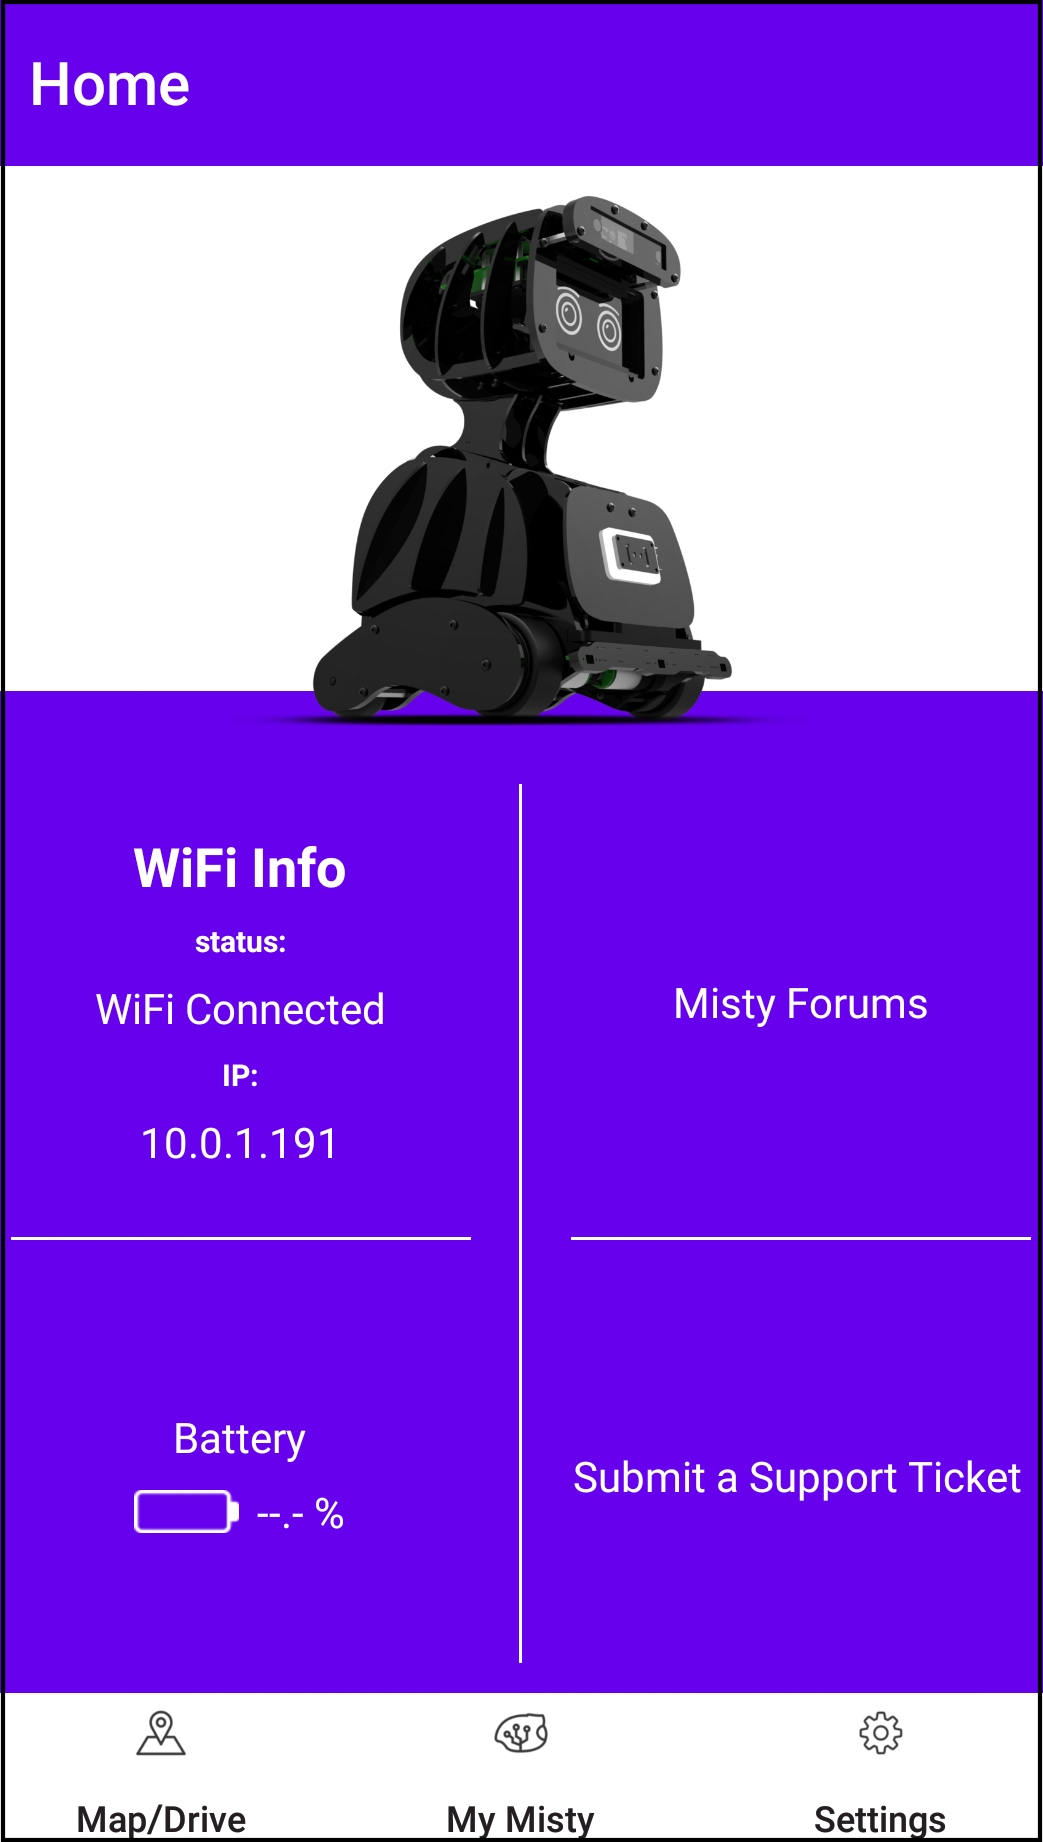 Home
WiFi Info
status:
WiFi Connected
IP:
10.0.1.191
Misty Forums
Battery
--.- %
Submit a Support Ticket
Map/Drive
My Misty
Settings